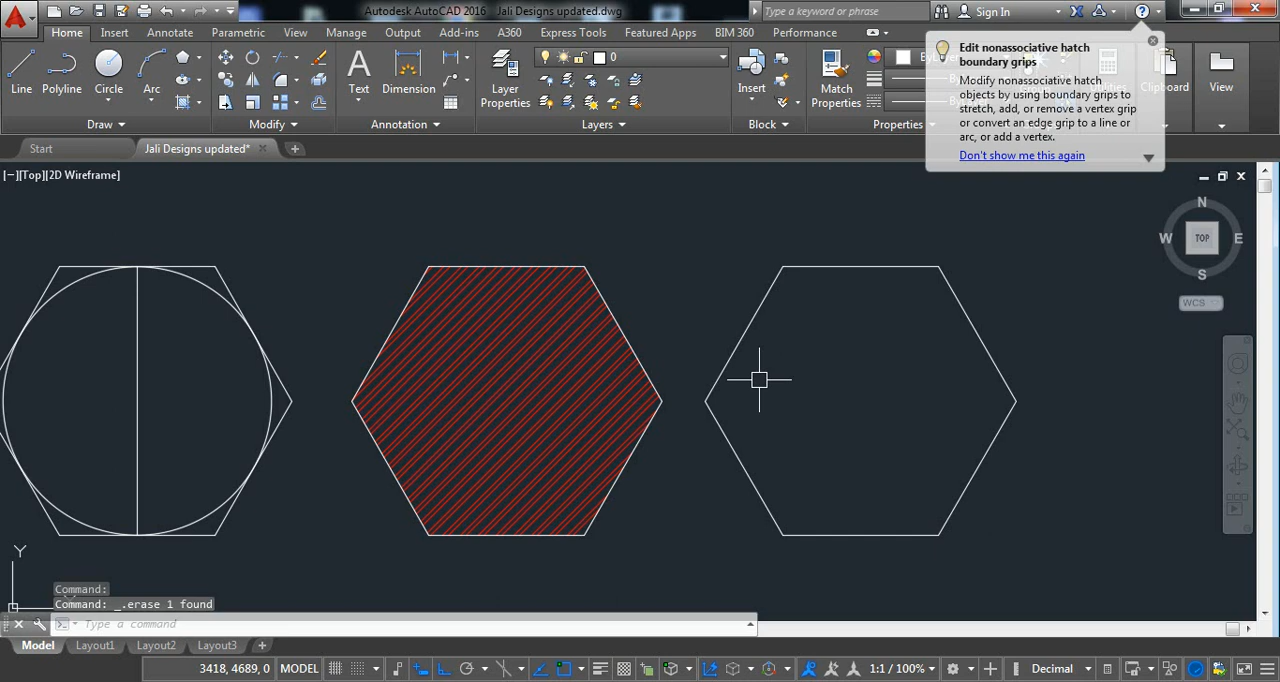 Autodesk AutoCAD 2016 Jali Designs updated.dwg
Type a keyword or phrase
Sign In
Home Insert Annotate Parametric View Manage Output Add-ins A360 Express Tools Featured Apps BIM 360 Performance
Line Polyline Circle Arc
Text Dimension
Layer
Properties
0
Insert
Match
Properties
Utilities Clipboard View
Draw Modify Annotation Layers Block Properties
Edit nonassociative hatch
boundary grips
Modify nonassociative hatch
objects by using boundary grips to
stretch, add, or remove a vertex grip
or convert an edge grip to a line or
arc, or add a vertex.
Don't show me this again
Start Jali Designs updated*
[−][Top][2D Wireframe]
N
W TOP E
S
WCS
Y
Command:
Command: _.erase 1 found
Type a command
Model Layout1 Layout2 Layout3
3418, 4689, 0 MODEL 1:1 / 100% Decimal